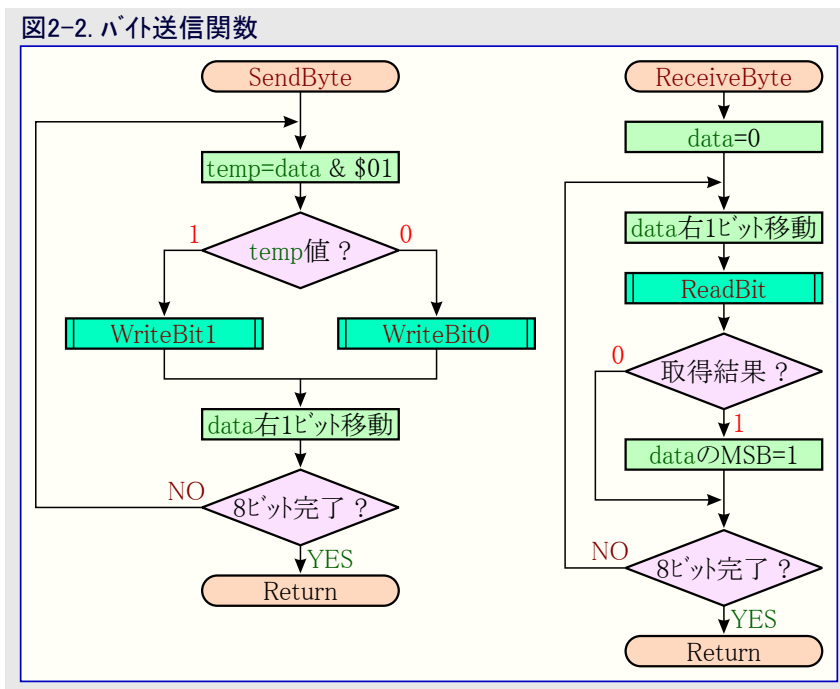 図2-2. バイト送信関数
SendByte
temp=data & $01
temp値 ?
1
0
WriteBit1
WriteBit0
data右1ビット移動
8ビット完了 ?
NO
YES
Return
ReceiveByte
data=0
data右1ビット移動
ReadBit
取得結果 ?
0
1
dataのMSB=1
8ビット完了 ?
NO
YES
Return